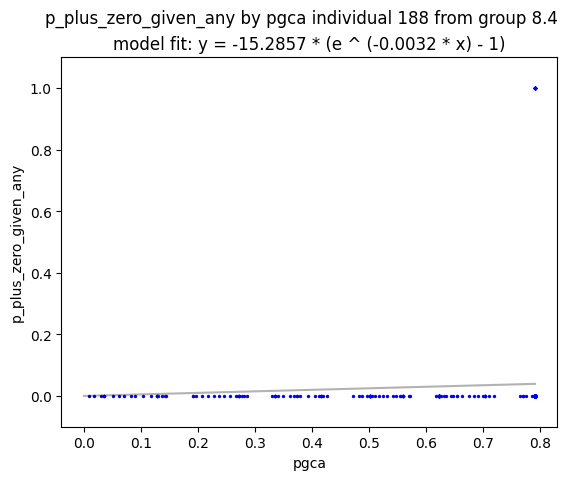 p_plus_zero_given_any by pgca individual 188 from group 8.4
model fit: y = -15.2857 * (e ^ (-0.0032 * x) - 1)
1.0
0.8
0.6
0.4
0.2
0.0
p_plus_zero_given_any
0.0 0.1 0.2 0.3 0.4 0.5 0.6 0.7 0.8
pgca